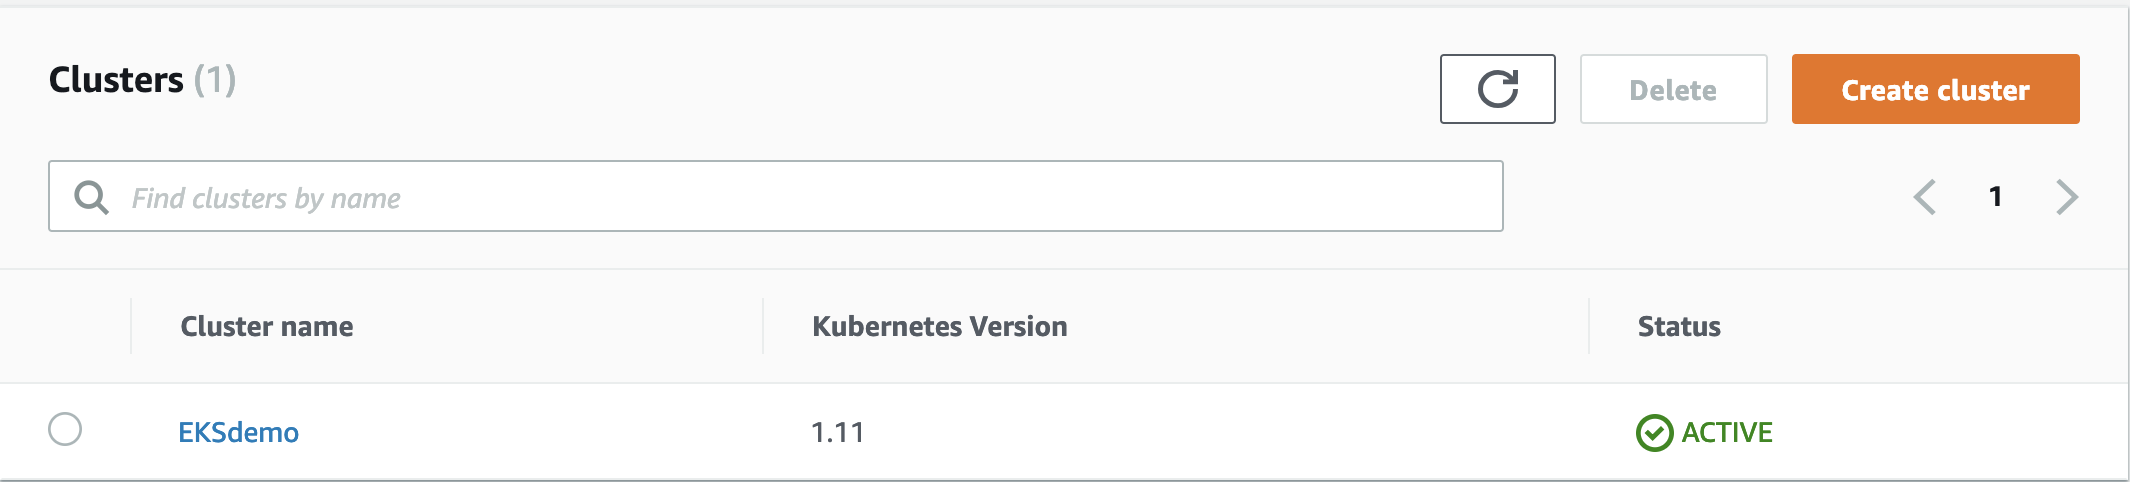 Clusters (1)
Delete
Create cluster
Find clusters by name
1
Cluster name
Kubernetes Version
Status
EKSdemo
1.11
ACTIVE